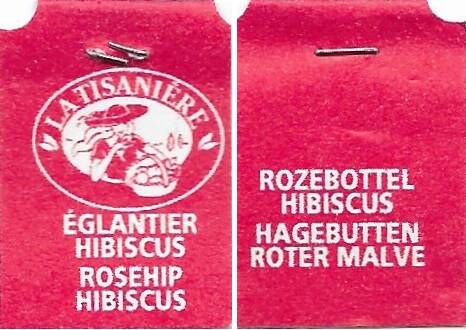 LA TISANIÈRE
ÉGLANTIER
HIBISCUS
ROSEHIP
HIBISCUS
ROZEBOTTEL
HIBISCUS
HAGEBUTTEN
ROTER MALVE